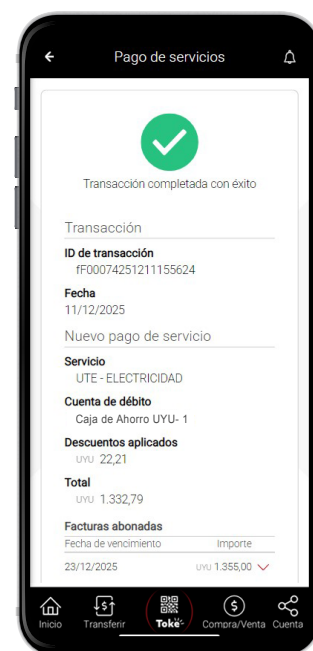 Pago de servicios
Transacción completada con éxito
Transacción
ID de transacción
fF00074251211155624
Fecha
11/12/2025
Nuevo pago de servicio
Servicio
UTE - ELECTRICIDAD
Cuenta de débito
Caja de Ahorro UYU- 1
Descuentos aplicados
UYU 22,21
Total
UYU 1.332,79
Facturas abonadas
Fecha de vencimiento Importe
23/12/2025 UYU 1.355,00
Inicio Transferir Toke Compra/Venta Cuenta